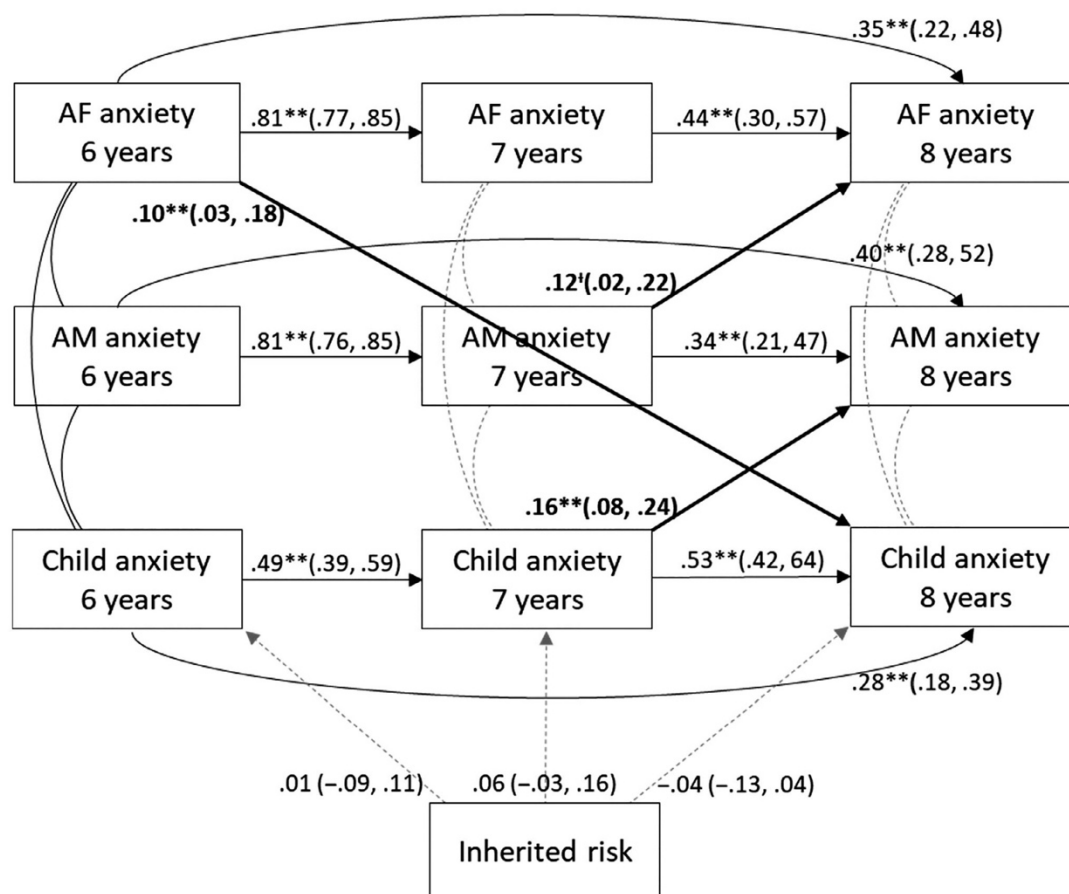 .35**(.22, .48)
AF anxiety
6 years
.81**(.77, .85)
AF anxiety
7 years
.44**(.30, .57)
AF anxiety
8 years
.10**(.03, .18)
.12ƚ(.02, .22)
.40**(.28, 52)
AM anxiety
6 years
.81**(.76, .85)
AM anxiety
7 years
.34**(.21, 47)
AM anxiety
8 years
.16**(.08, .24)
Child anxiety
6 years
.49**(.39, .59)
Child anxiety
7 years
.53**(.42, 64)
Child anxiety
8 years
.28**(.18, .39)
.01 (–.09, .11)
.06 (–.03, .16)
–.04 (–.13, .04)
Inherited risk